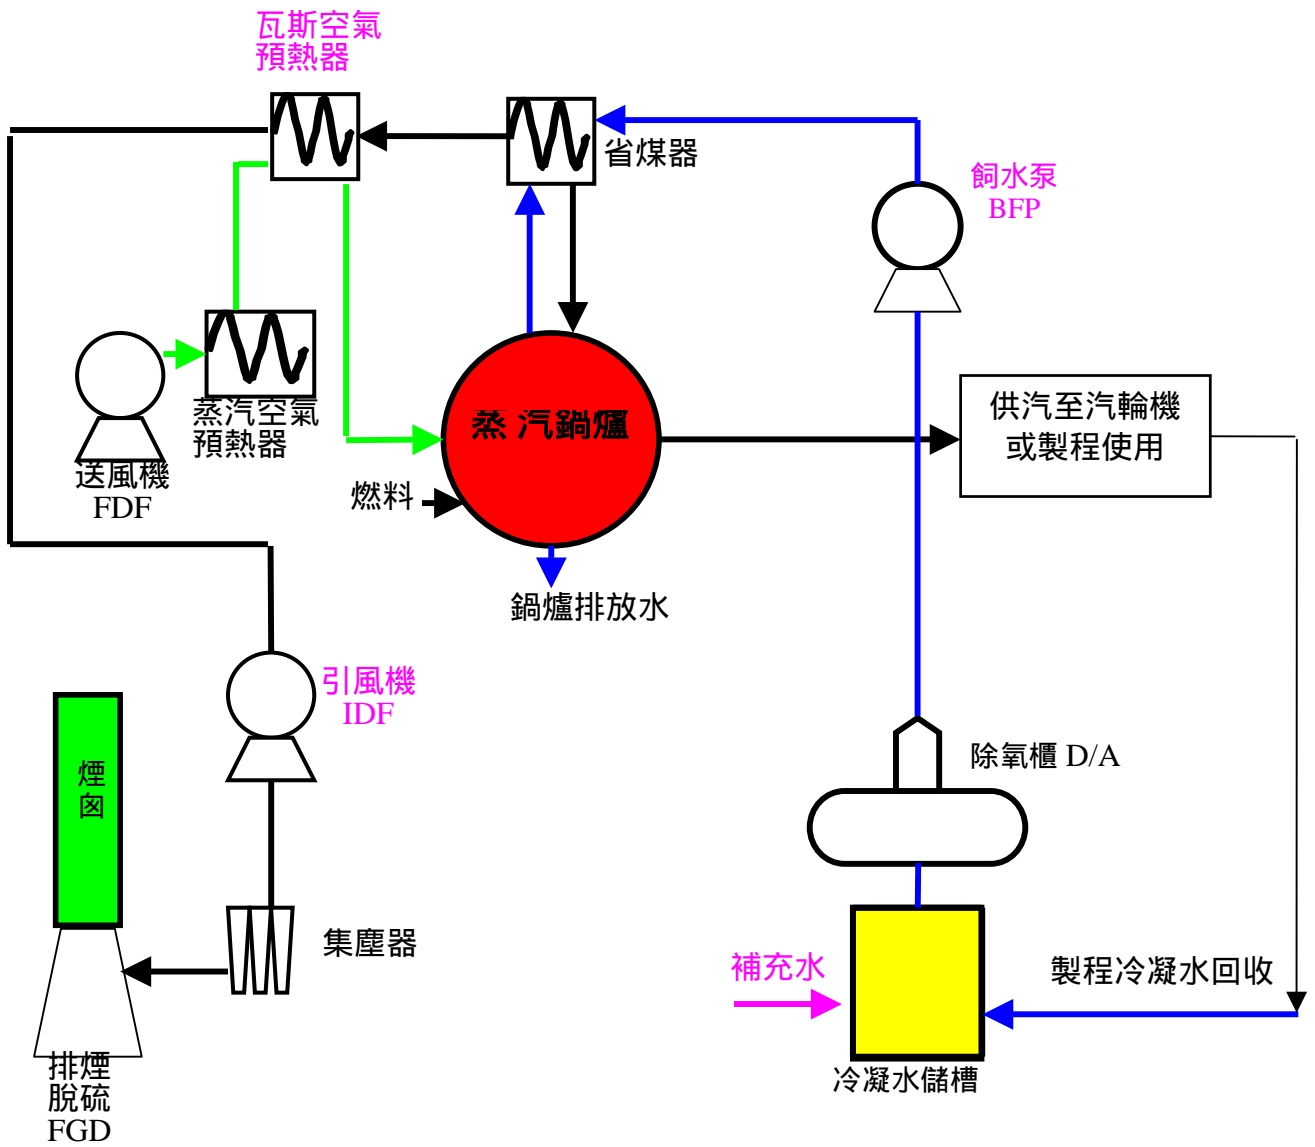 瓦斯空氣
預熱器
省煤器
飼水泵
BFP
蒸汽空氣
預熱器
送風機
FDF
蒸 汽鍋爐
供汽至汽輪機
或製程使用
燃料
鍋爐排放水
引風機
IDF
煙
囪
除氧櫃 D/A
集塵器
補充水
製程冷凝水回收
冷凝水儲槽
排煙
脫硫
FGD